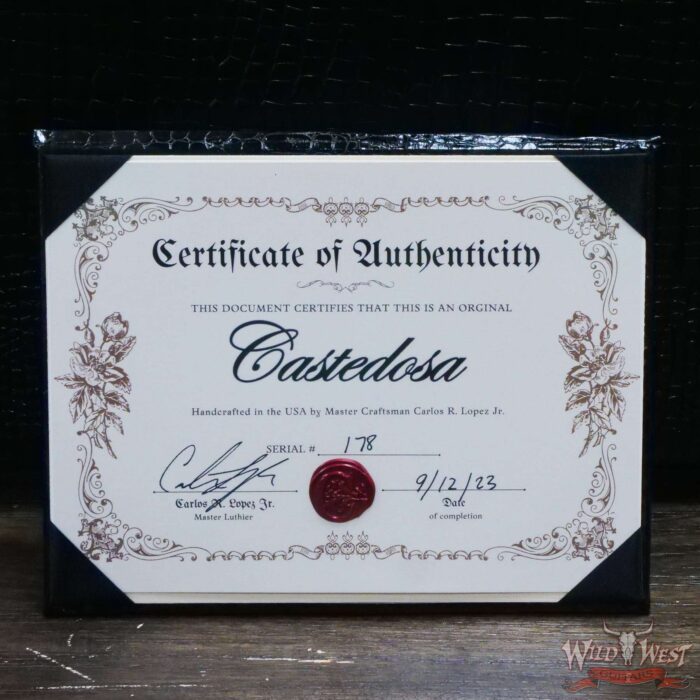 Certificate of Authenticity
THIS DOCUMENT CERTIFIES THAT THIS IS AN ORGINAL
Castedosa
Handcrafted in the USA by Master Craftsman Carlos R. Lopez Jr.
SERIAL # 178
9/12/23
Carlos R. Lopez Jr.
Date
Master Luthier
of completion
WILD WEST
GUITARS